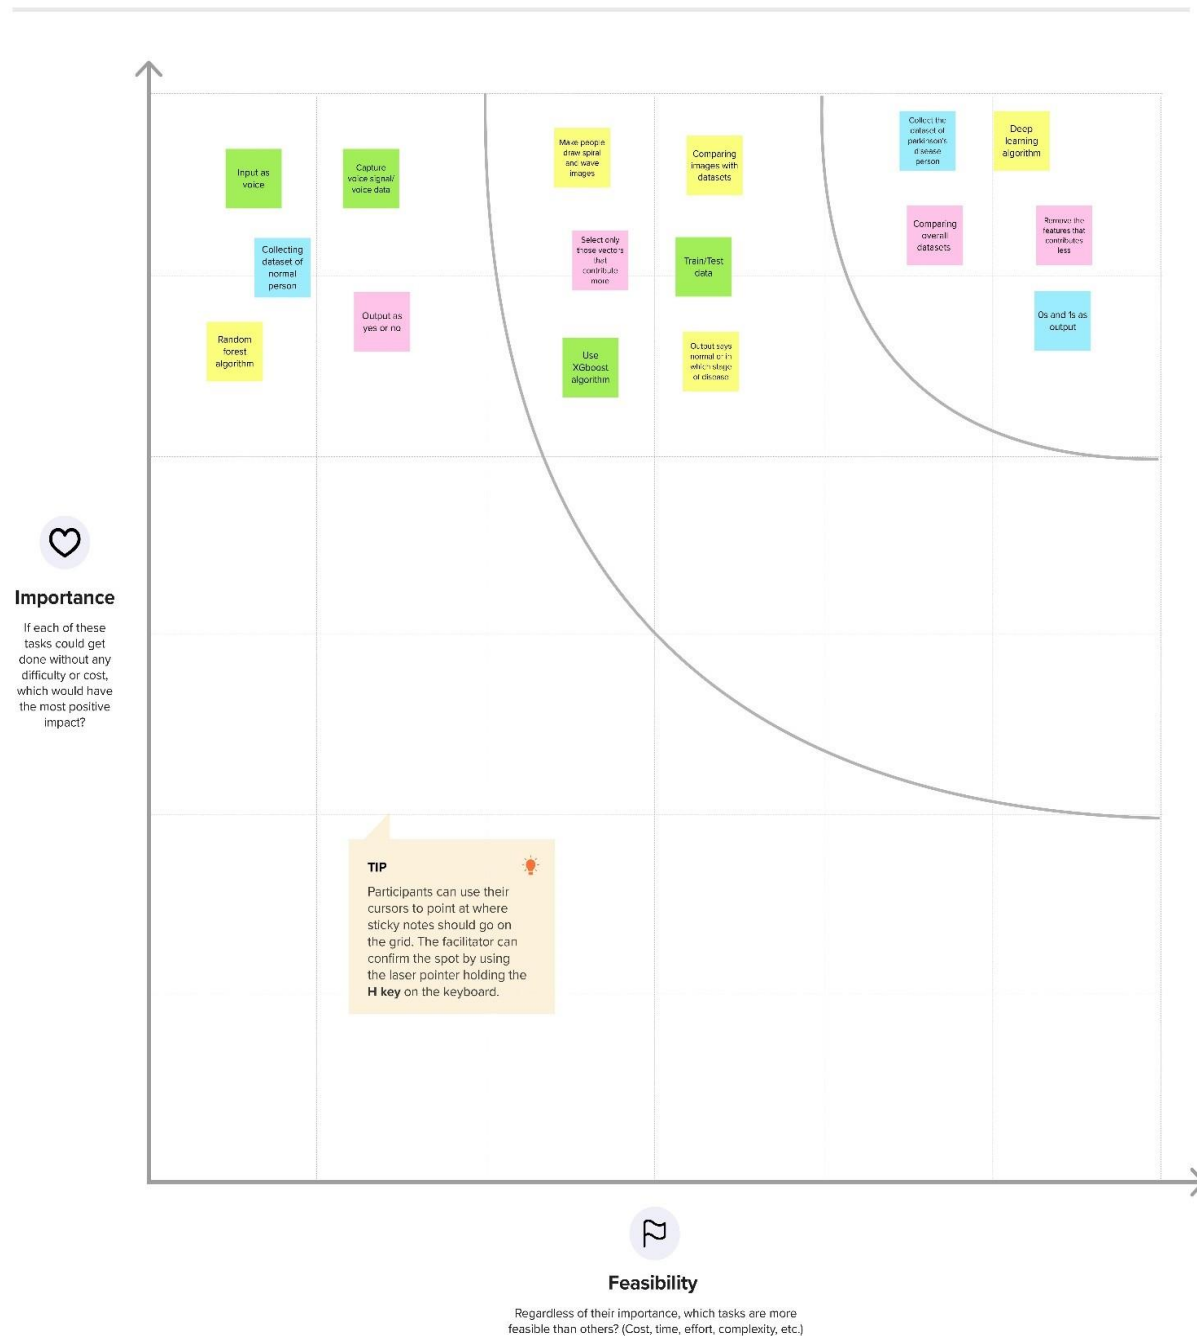 Input as
voice
Capture
voice signal/
voice data
Collecting
dataset of
normal
person
Output as
yes or no
Random
forest
algorithm
Make people
draw spiral
and wave
images
Comparing
images with
datasets
Select only
those vectors
that
contribute
more
Train/Test
data
Use
XGboost
algorithm
Output says
normal or in
which stage
of disease
Collect the
dataset of
parkinson's
disease
person
Deep
learning
algorithm
Comparing
overall
datasets
Remove the
features that
contributes
less
0s and 1s as
output
Importance
If each of these
tasks could get
done without any
difficulty or cost,
which would have
the most positive
impact?
TIP
Participants can use their
cursors to point at where
sticky notes should go on
the grid. The facilitator can
confirm the spot by using
the laser pointer holding the
H key on the keyboard.
Feasibility
Regardless of their importance, which tasks are more
feasible than others? (Cost, time, effort, complexity, etc.)